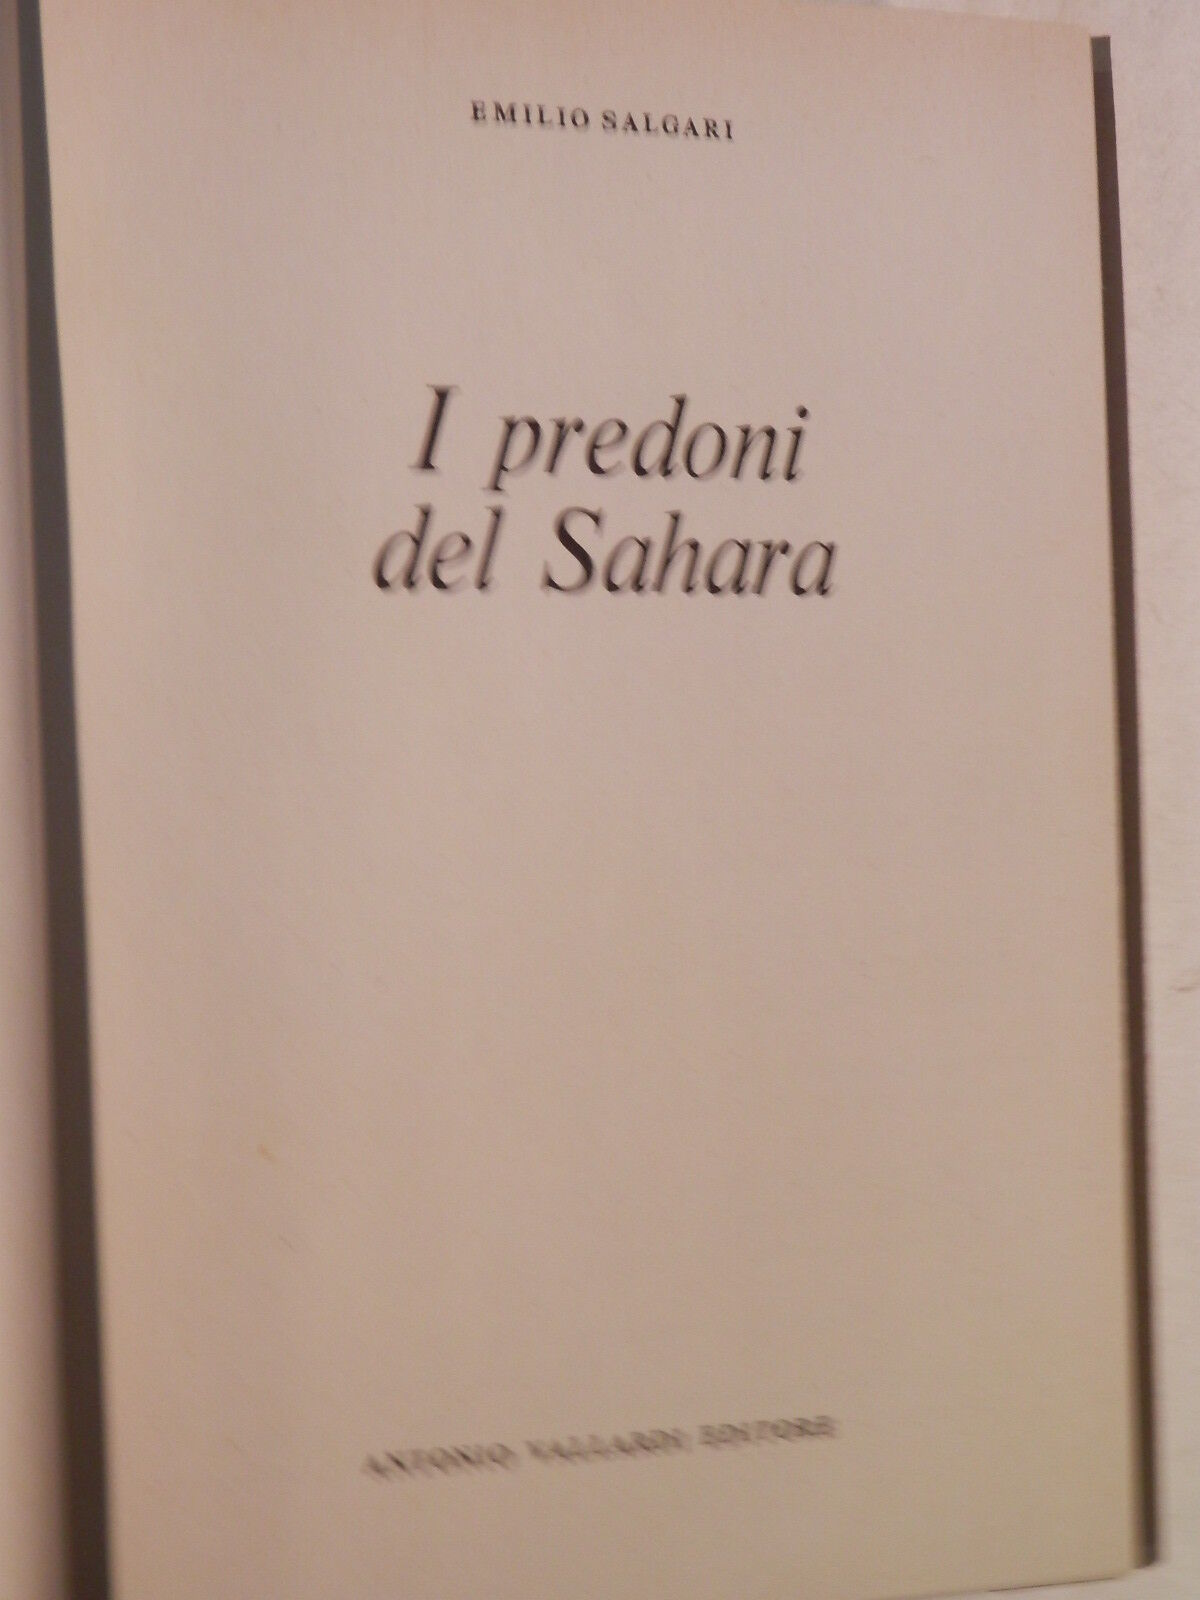 EMILIO SALGARI
I predoni
del Sahara
ANTONIO VALLARDI EDITORE